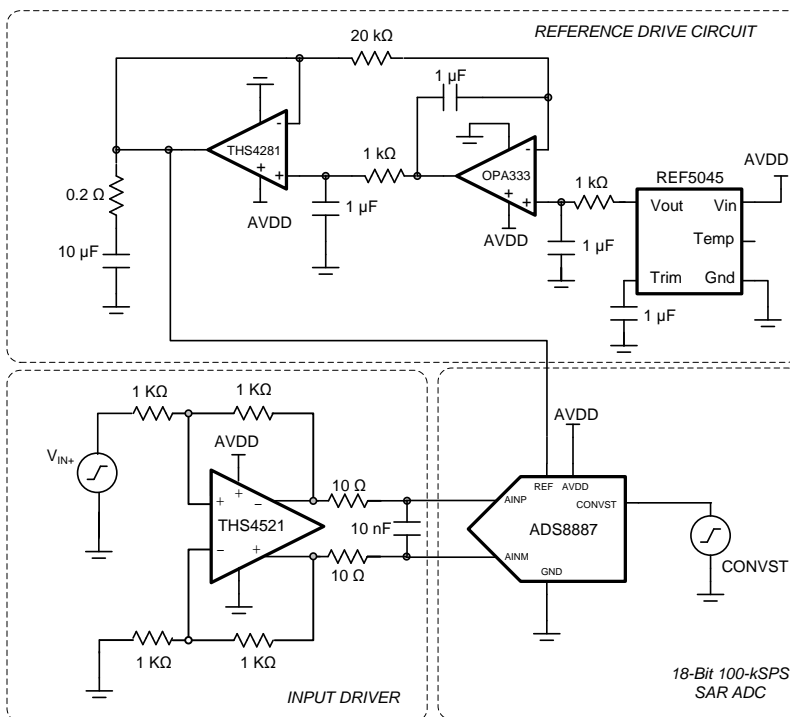 REFERENCE DRIVE CIRCUIT
20 kΩ
1 µF
-
THS4281
+
+
AVDD
1 kΩ
1 µF
-
OPA333
+
+
AVDD
1 kΩ
1 µF
REF5045
AVDD
Vout
Vin
Temp
Trim
Gnd
1 µF
0.2 Ω
10 µF
1 KΩ
1 KΩ
AVDD
VIN+
+
+
−
THS4521
−
+
10 Ω
10 nF
10 Ω
1 KΩ
1 KΩ
INPUT DRIVER
AVDD
REF
AVDD
AINP
CONVST
ADS8887
AINM
GND
CONVST
18-Bit 100-kSPS
SAR ADC